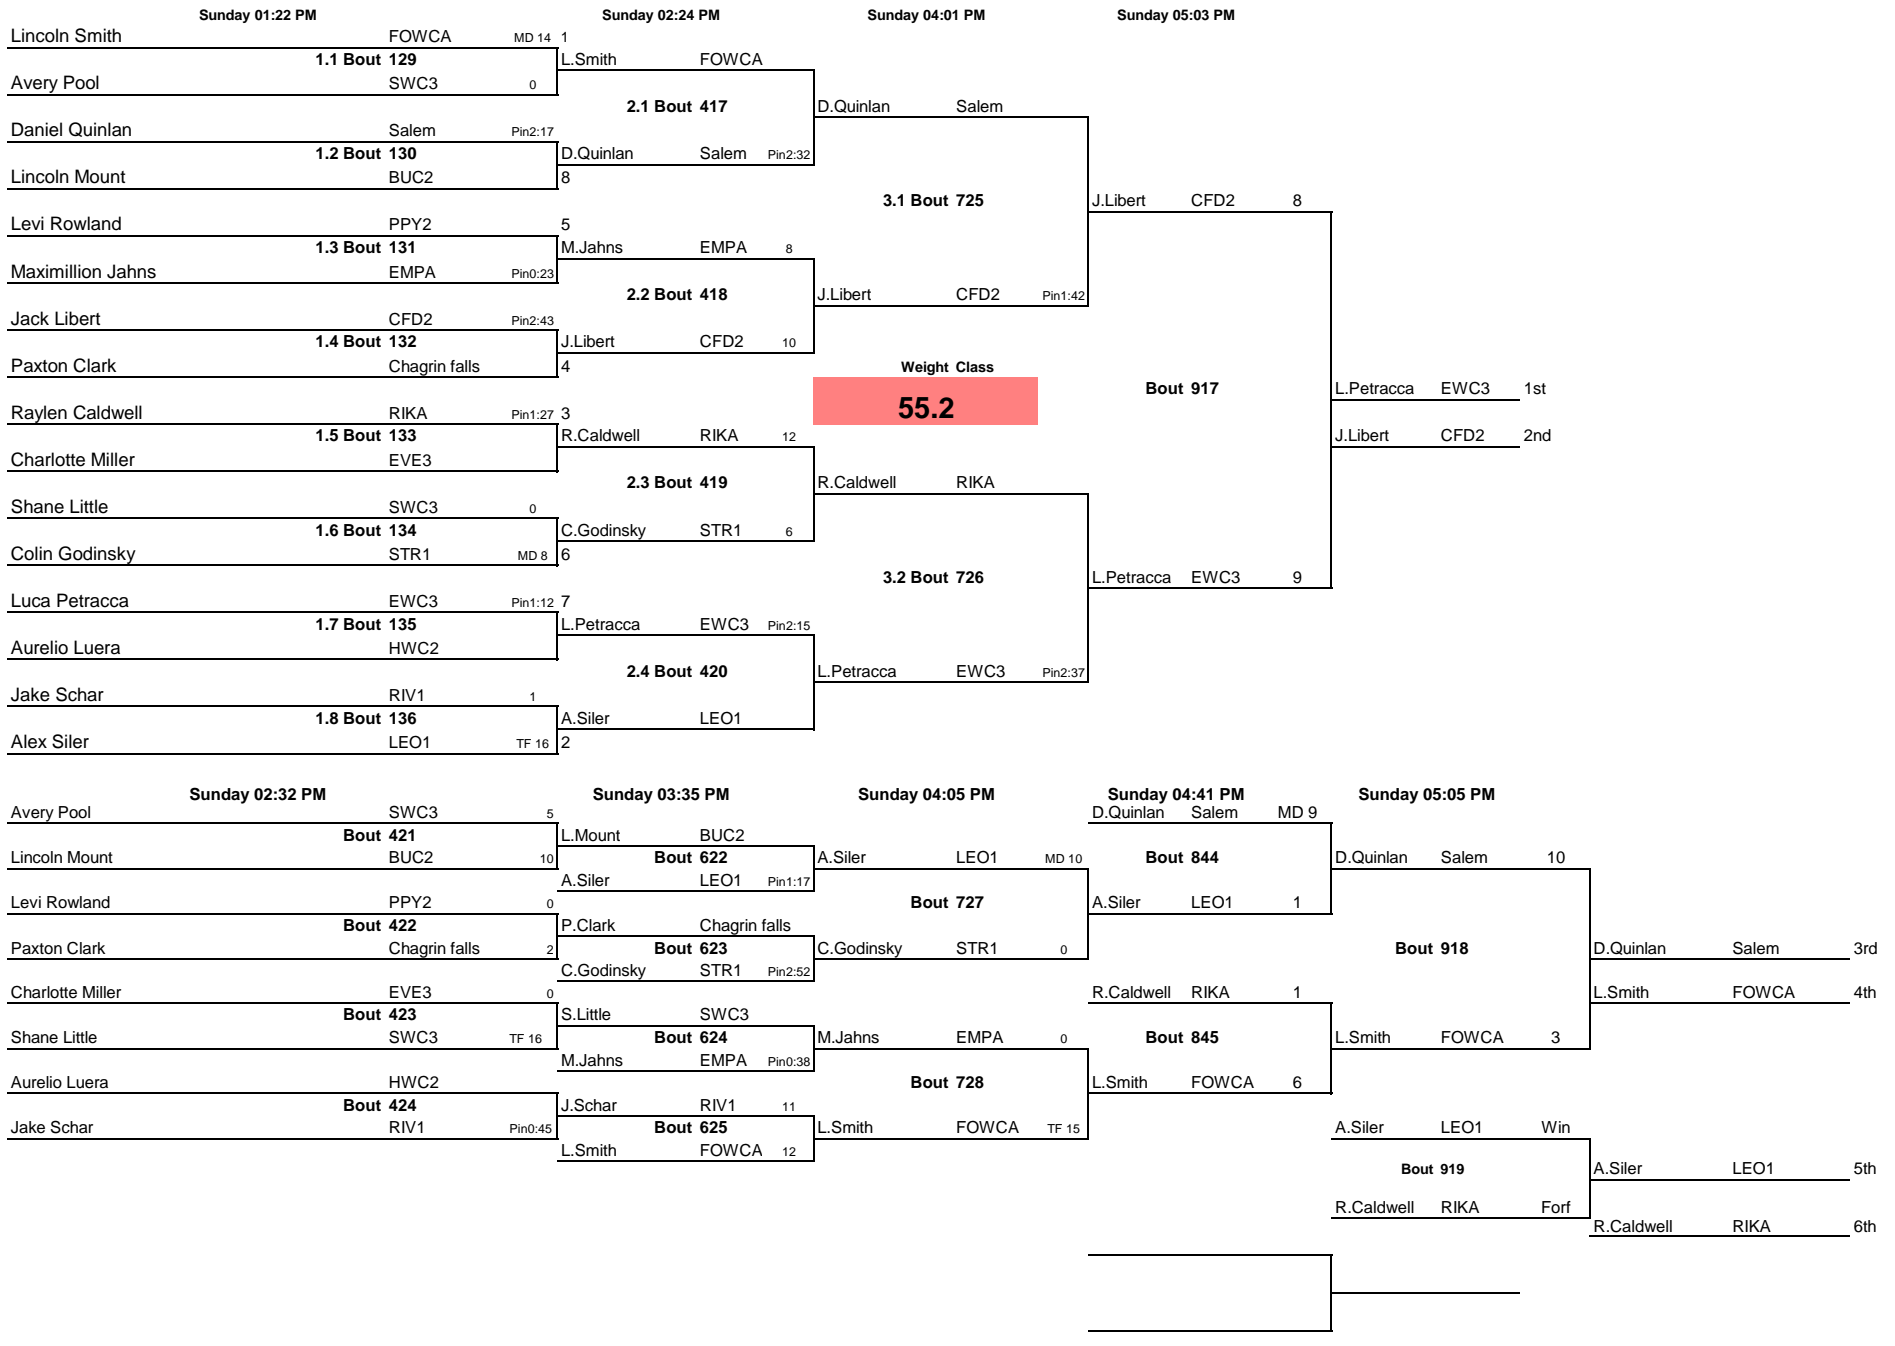 Sunday 01:22 PM Sunday 02:24 PM Sunday 04:01 PM Sunday 05:03 PM
Lincoln Smith FOWCA MD 14 1
1.1 Bout 129 L.Smith FOWCA
Avery Pool SWC3 0
2.1 Bout 417 D.Quinlan Salem
Daniel Quinlan Salem Pin2:17
1.2 Bout 130 D.Quinlan Salem Pin2:32
Lincoln Mount BUC2 8
3.1 Bout 725 J.Libert CFD2 8
Levi Rowland PPY2 5
1.3 Bout 131 M.Jahns EMPA 8
Maximillion Jahns EMPA Pin0:23
2.2 Bout 418 J.Libert CFD2 Pin1:42
Jack Libert CFD2 Pin2:43
1.4 Bout 132 J.Libert CFD2 10
Paxton Clark Chagrin falls 4 Weight Class
Bout 917 L.Petracca EWC3 1st
Raylen Caldwell RIKA Pin1:27 3 55.2
1.5 Bout 133 R.Caldwell RIKA 12 J.Libert CFD2 2nd
Charlotte Miller EVE3
2.3 Bout 419 R.Caldwell RIKA
Shane Little SWC3 0
1.6 Bout 134 C.Godinsky STR1 6
Colin Godinsky STR1 MD 8 6
3.2 Bout 726 L.Petracca EWC3 9
Luca Petracca EWC3 Pin1:12 7
1.7 Bout 135 L.Petracca EWC3 Pin2:15
Aurelio Luera HWC2
2.4 Bout 420 L.Petracca EWC3 Pin2:37
Jake Schar RIV1 1
1.8 Bout 136 A.Siler LEO1
Alex Siler LEO1 TF 16 2
Sunday 02:32 PM Sunday 03:35 PM Sunday 04:05 PM Sunday 04:41 PM Sunday 05:05 PM
Avery Pool SWC3 5 D.Quinlan Salem MD 9
Bout 421 L.Mount BUC2
Lincoln Mount BUC2 10 Bout 622 A.Siler LEO1 MD 10 Bout 844 D.Quinlan Salem 10
A.Siler LEO1 Pin1:17
Levi Rowland PPY2 0 Bout 727 A.Siler LEO1 1
Bout 422 P.Clark Chagrin falls
Paxton Clark Chagrin falls 2 Bout 623 C.Godinsky STR1 0 Bout 918 D.Quinlan Salem 3rd
C.Godinsky STR1 Pin2:52
Charlotte Miller EVE3 0 R.Caldwell RIKA 1 L.Smith FOWCA 4th
Bout 423 S.Little SWC3
Shane Little SWC3 TF 16 Bout 624 M.Jahns EMPA 0 Bout 845 L.Smith FOWCA 3
M.Jahns EMPA Pin0:38
Aurelio Luera HWC2 Bout 728 L.Smith FOWCA 6
Bout 424 J.Schar RIV1 11
Jake Schar RIV1 Pin0:45 Bout 625 L.Smith FOWCA TF 15 A.Siler LEO1 Win
L.Smith FOWCA 12
Bout 919 A.Siler LEO1 5th
R.Caldwell RIKA Forf
R.Caldwell RIKA 6th